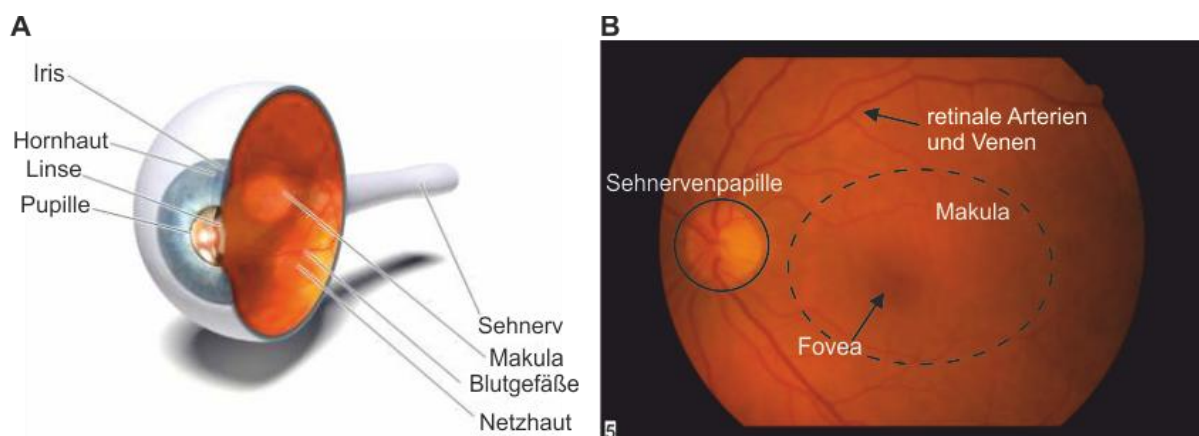 A
Iris
Hornhaut
Linse
Pupille
Sehnerv
Makula
Blutgefäße
Netzhaut
B
retinale Arterien
und Venen
Sehnervenpapille
Makula
Fovea
5